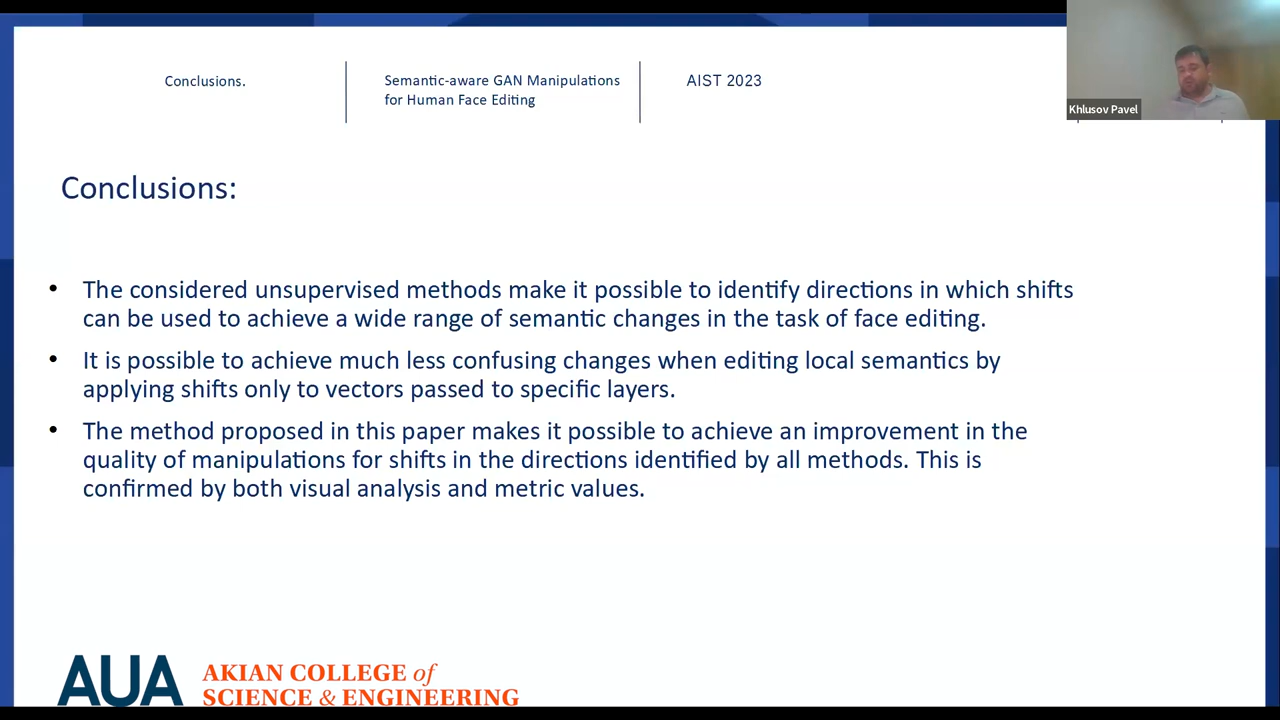 Conclusions.
Semantic-aware GAN Manipulations
for Human Face Editing
AIST 2023
Khlusov Pavel
Conclusions:
• The considered unsupervised methods make it possible to identify directions in which shifts
can be used to achieve a wide range of semantic changes in the task of face editing.
• It is possible to achieve much less confusing changes when editing local semantics by
applying shifts only to vectors passed to specific layers.
• The method proposed in this paper makes it possible to achieve an improvement in the
quality of manipulations for shifts in the directions identified by all methods. This is
confirmed by both visual analysis and metric values.
AUA
AKIAN COLLEGE of
SCIENCE & ENGINEERING